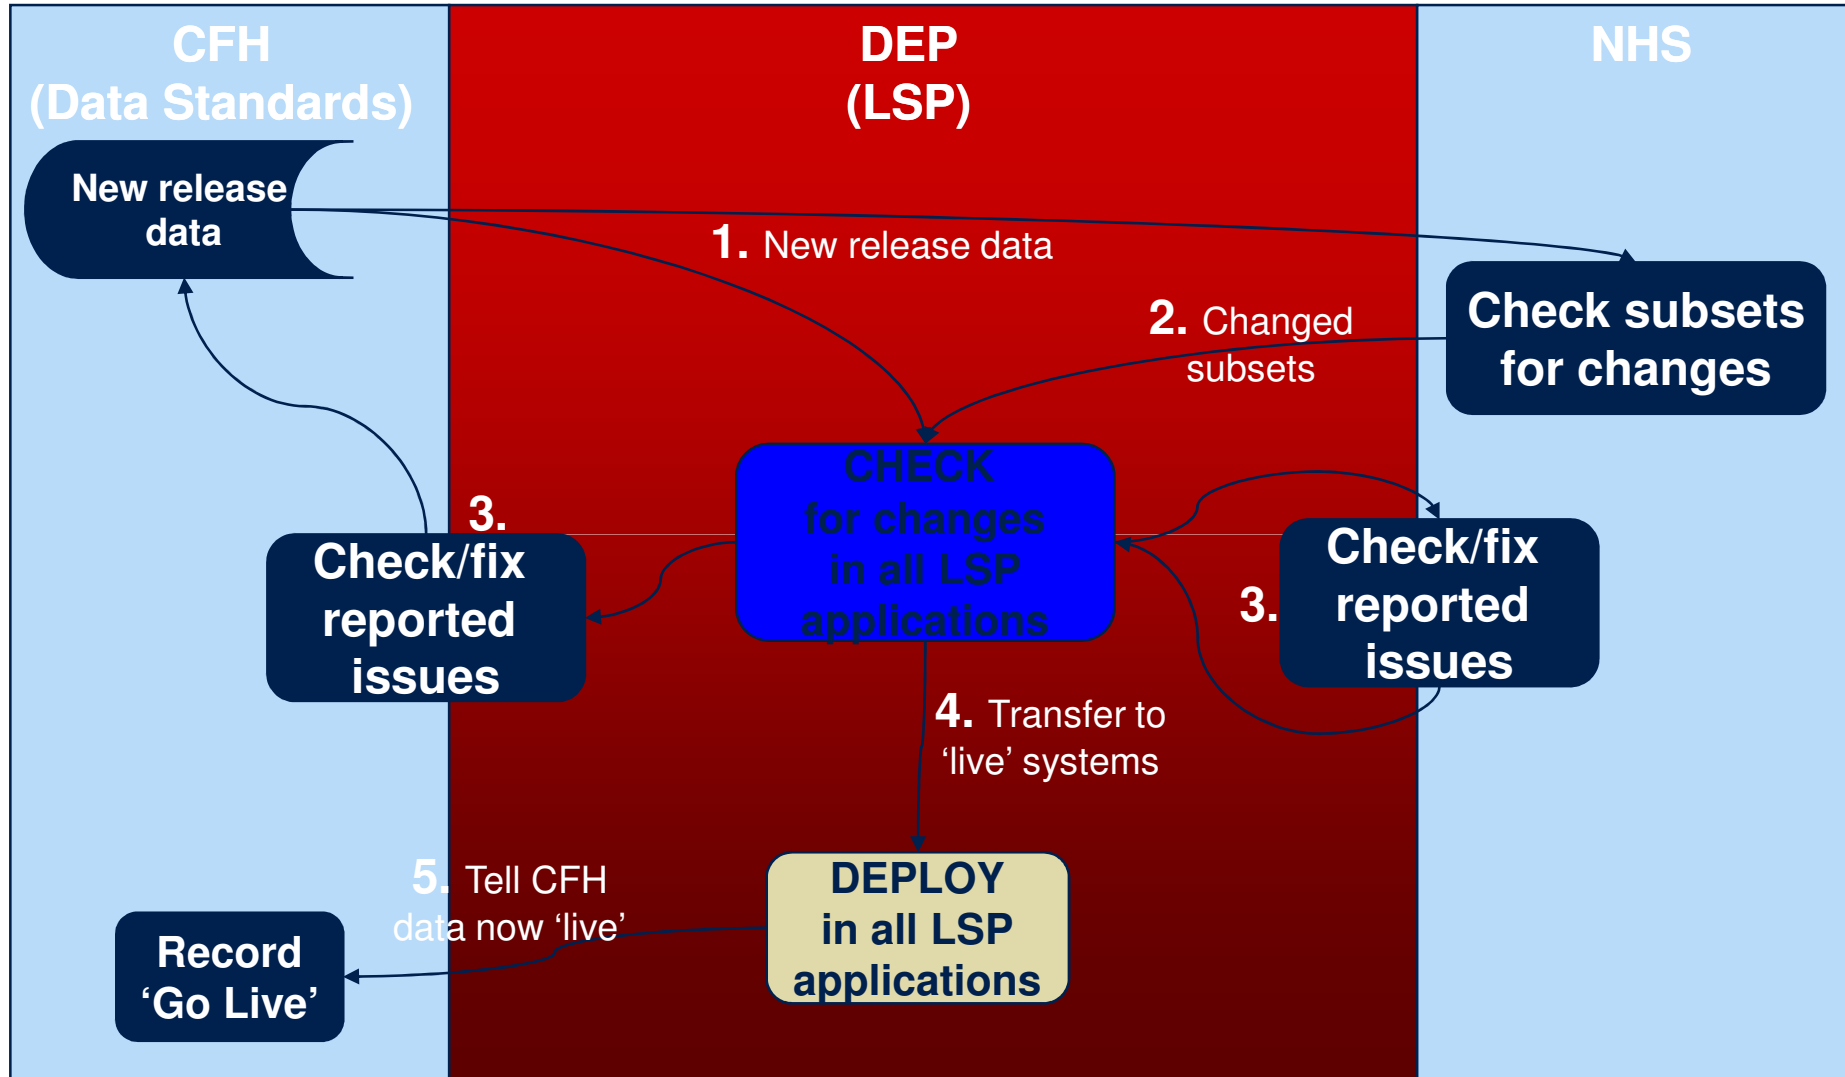 CFH
(Data Standards)
DEP
(LSP)
NHS
New release
data
1. New release data
2. Changed
subsets
Check subsets
for changes
CHECK
for changes
in all LSP
applications
3.
Check/fix
reported
issues
3.
Check/fix
reported
issues
4. Transfer to
‘live’ systems
5. Tell CFH
data now ‘live’
DEPLOY
in all LSP
applications
Record
‘Go Live’